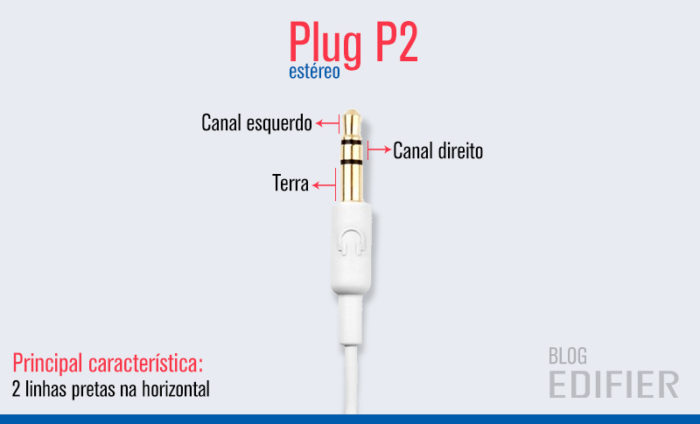 Plug P2
estéreo
Canal esquerdo
Canal direito
Terra
Principal característica:
2 linhas pretas na horizontal
BLOG
EDIFIER